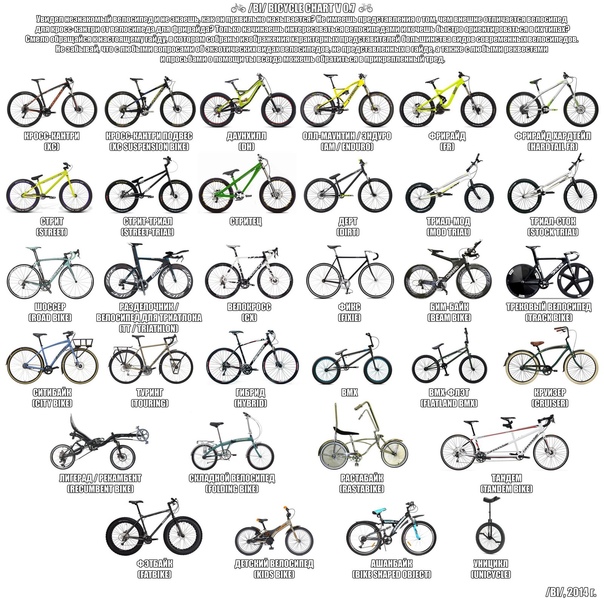 /BI/ BICYCLE CHART V 0.7
Увидел незнакомый велосипед и не знаешь, как он правильно называется? Не имеешь представления о том, чем внешне отличается велосипед
для кросс-кантри от велосипеда для фрирайда? Только начинаешь интересоваться велосипедами и хочешь быстро ориентироваться в их типах?
Смело обращайся к настоящему гайду, в котором собраны изображения характерных представителей большинства видов современных велосипедов.
Не забывай, что с любыми вопросами об экзотических видах велосипедов, не представленных в гайде, а также с любыми реквестами
и просьбами о помощи ты всегда можешь обратиться в прикрепленный тред.
КРОСС-КАНТРИ
(XC)
КРОСС-КАНТРИ ПОДВЕС
(XC SUSPENSION BIKE)
ДАУНХИЛЛ
(DH)
ОЛЛ-МАУНТИН / ЭНДУРО
(AM / ENDURO)
ФРИРАЙД
(FR)
ФРИРАЙД ХАРДТЕЙЛ
(HARDTAIL FR)
СТРИТ
(STREET)
СТРИТ-ТРИАЛ
(STREET-TRIAL)
СТРИТЕЦ
ДЕРТ
(DIRT)
ТРИАЛ-МОД
(MOD TRIAL)
ТРИАЛ-СТОК
(STOCK TRIAL)
ШОССЕР
(ROAD BIKE)
РАЗДЕЛОЧНИК /
ВЕЛОСИПЕД ДЛЯ ТРИАТЛОНА
(TT / TRIATHLON)
ВЕЛОКРОСС
(CX)
ФИКС
(FIXIE)
БИМ-БАЙК
(BEAM BIKE)
ТРЕКОВЫЙ ВЕЛОСИПЕД
(TRACK BIKE)
СИТИБАЙК
(CITY BIKE)
ТУРИНГ
(TOURING)
ГИБРИД
(HYBRID)
BMX
BMX-ФЛЭТ
(FLATLAND BMX)
КРУИЗЕР
(CRUISER)
ЛИГЕРАД / РЕКАМБЕНТ
(RECUMBENT BIKE)
СКЛАДНОЙ ВЕЛОСИПЕД
(FOLDING BIKE)
РАСТАБАЙК
(RASTABIKE)
ТАНДЕМ
(TANDEM BIKE)
ФЭТБАЙК
(FATBIKE)
ДЕТСКИЙ ВЕЛОСИПЕД
(KIDS BIKE)
АШАНБАЙК
(BIKE SHAPED OBJECT)
УНИЦИКЛ
(UNICYCLE)
/BI/, 2014 г.